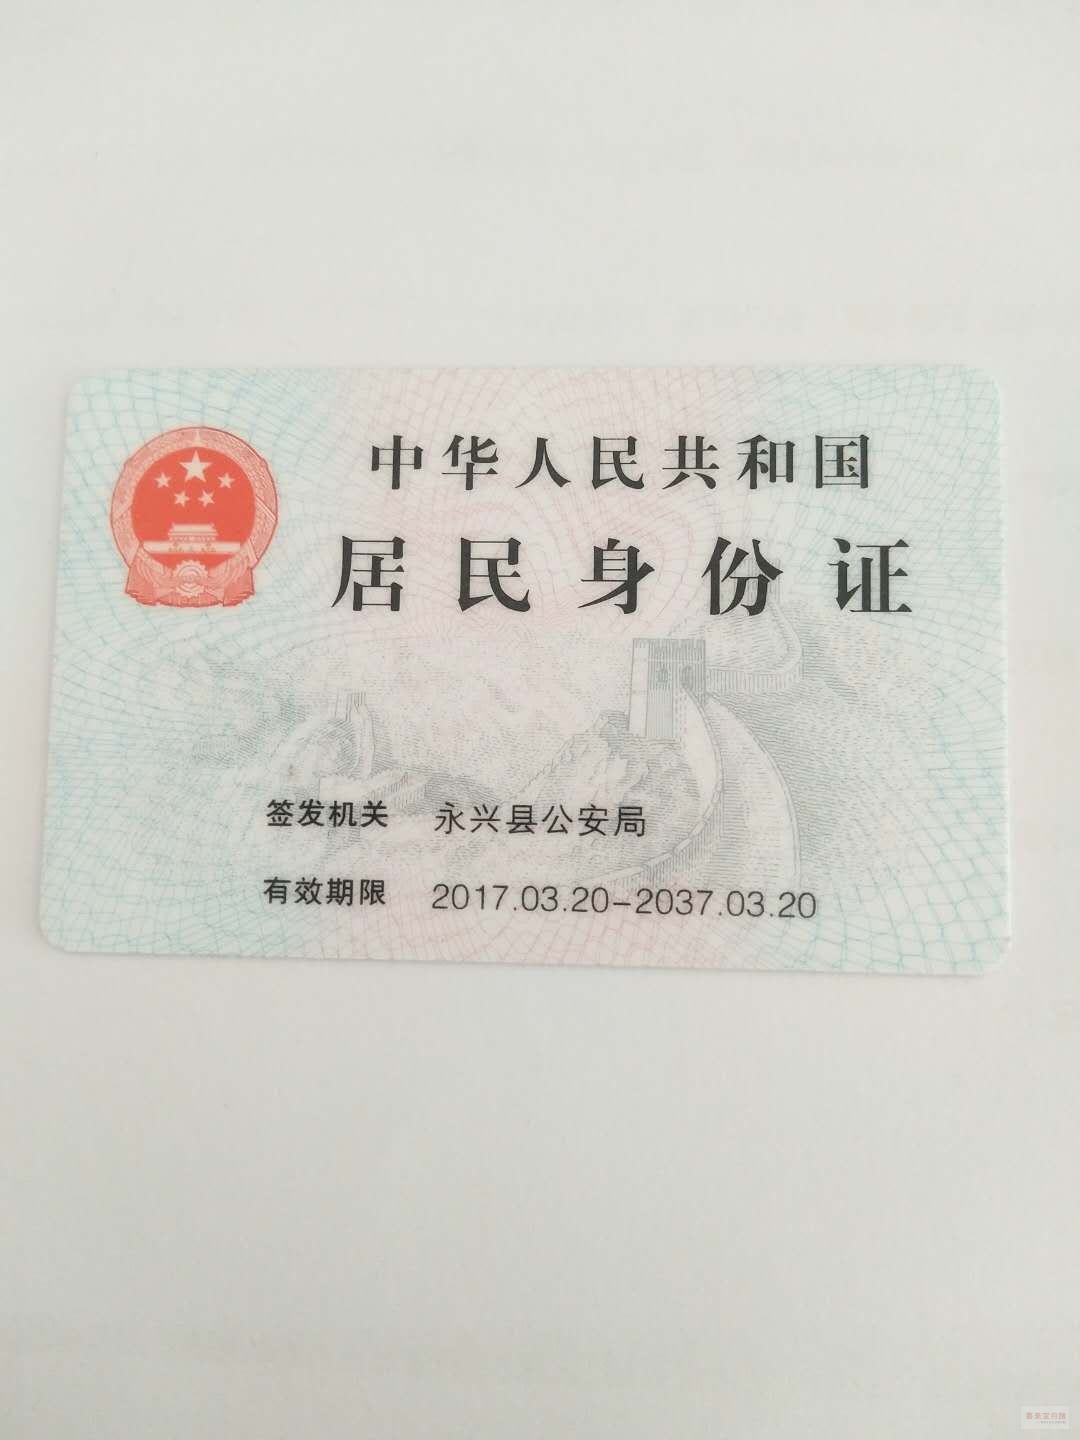 中华人民共和国
居民身份证
签发机关 永兴县公安局
有效期限 2017.03.20-2037.03.20